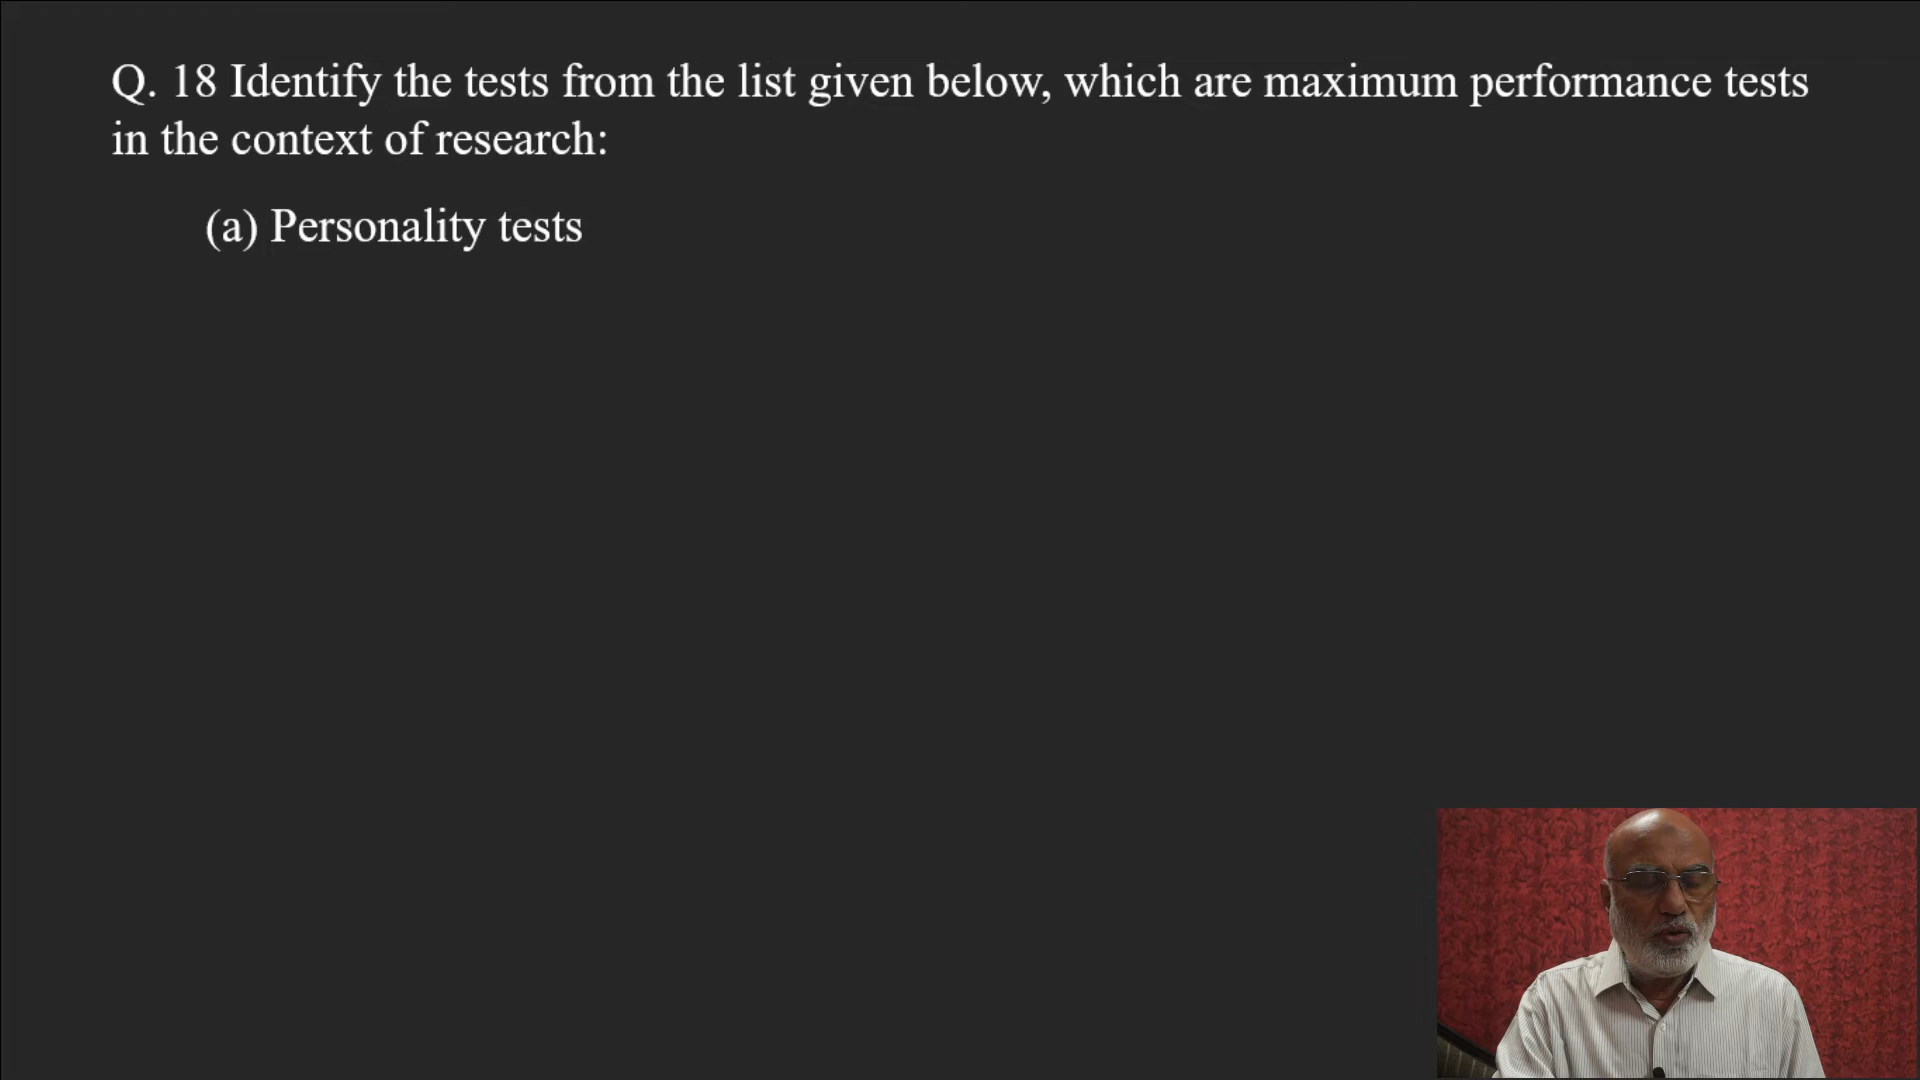 Q. 18 Identify the tests from the list given below, which are maximum performance tests
in the context of research:
(a) Personality tests